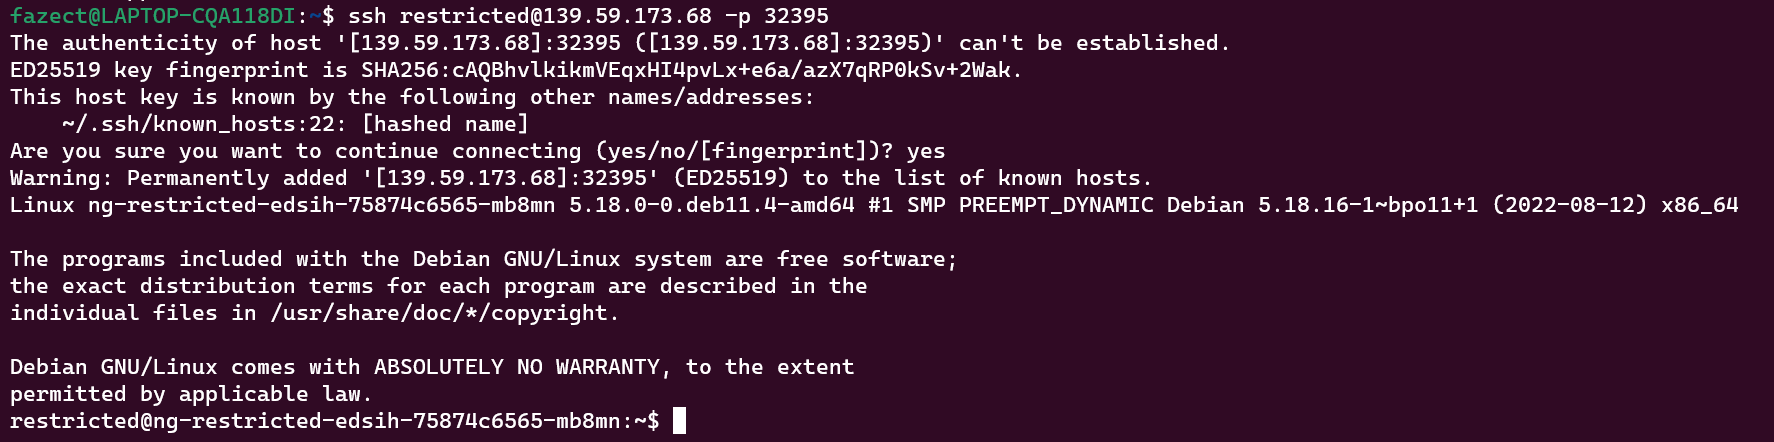 fazect@LAPTOP-CQA118DI:~$ ssh restricted@139.59.173.68 -p 32395
The authenticity of host '[139.59.173.68]:32395 ([139.59.173.68]:32395)' can't be established.
ED25519 key fingerprint is SHA256:cAQBhvlkikmVEqxHI4pvLx+e6a/azX7qRP0kSv+2Wak.
This host key is known by the following other names/addresses:
    ~/.ssh/known_hosts:22: [hashed name]
Are you sure you want to continue connecting (yes/no/[fingerprint])? yes
Warning: Permanently added '[139.59.173.68]:32395' (ED25519) to the list of known hosts.
Linux ng-restricted-edsih-75874c6565-mb8mn 5.18.0-0.deb11.4-amd64 #1 SMP PREEMPT_DYNAMIC Debian 5.18.16-1~bpo11+1 (2022-08-12) x86_64
The programs included with the Debian GNU/Linux system are free software;
the exact distribution terms for each program are described in the
individual files in /usr/share/doc/*/copyright.
Debian GNU/Linux comes with ABSOLUTELY NO WARRANTY, to the extent
permitted by applicable law.
restricted@ng-restricted-edsih-75874c6565-mb8mn:~$